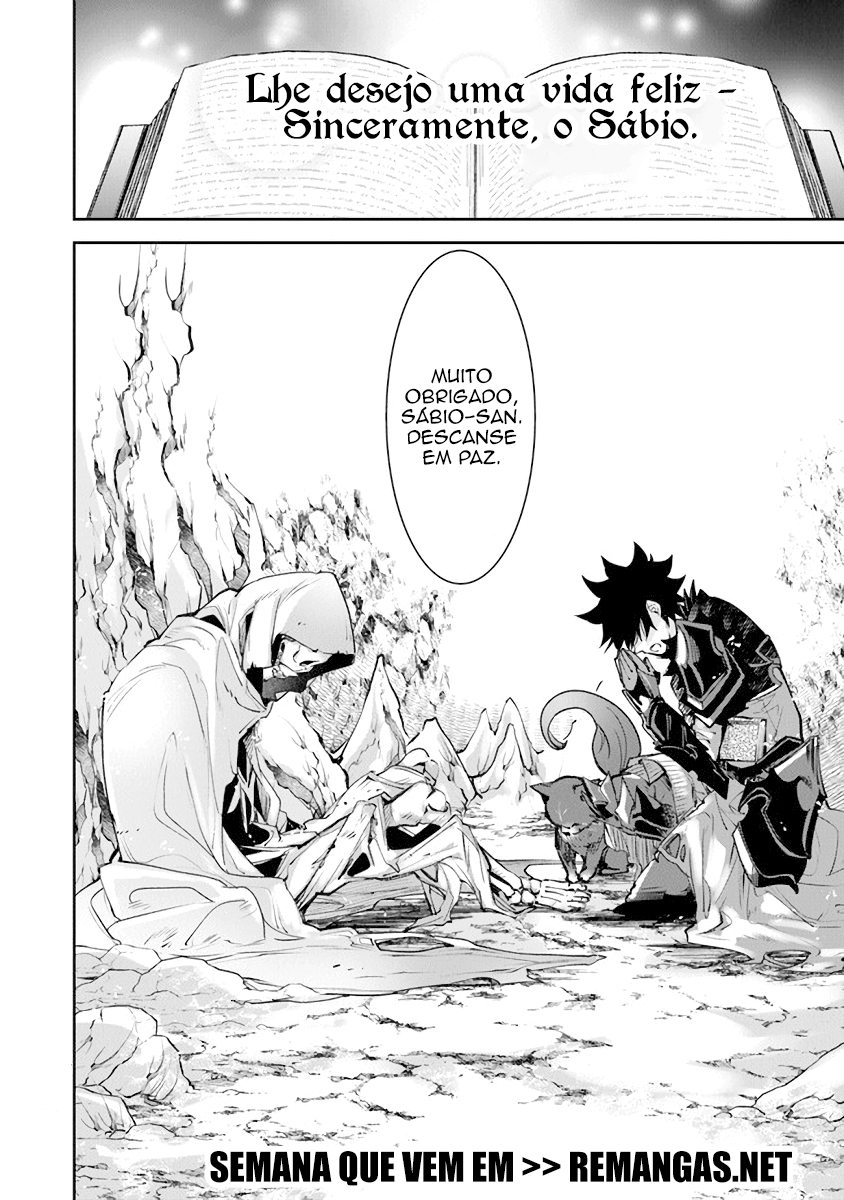 Lhe desejo uma vida feliz –
Sinceramente, o Sábio.
MUITO
OBRIGADO,
SÁBIO-SAN.
DESCANSE
EM PAZ.
SEMANA QUE VEM EM >> REMANGAS.NET